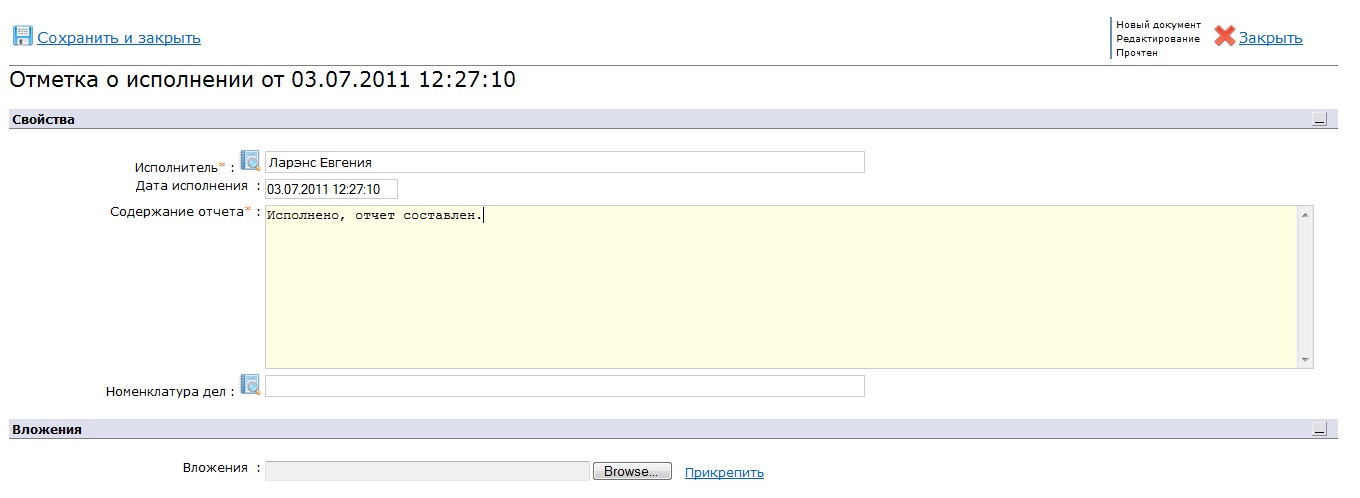 Сохранить и закрыть
Новый документ
Редактирование
Прочтен
Закрыть
Отметка о исполнении от 03.07.2011 12:27:10
Свойства
Исполнитель* : Ларэнс Евгения
Дата исполнения : 03.07.2011 12:27:10
Содержание отчета* : Исполнено, отчет составлен.
Номенклатура дел :
Вложения
Вложения : Browse... Прикрепить